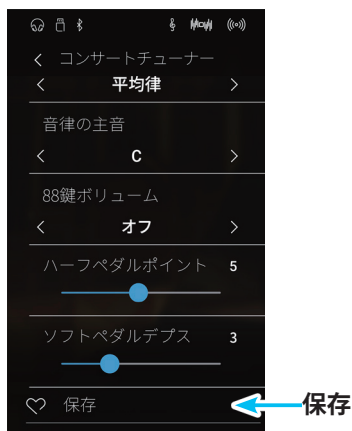 コンサートチューナー
平均律
音律の主音
C
88鍵ボリューム
オフ
ハーフペダルポイント 5
ソフトペダルデプス 3
保存 保存